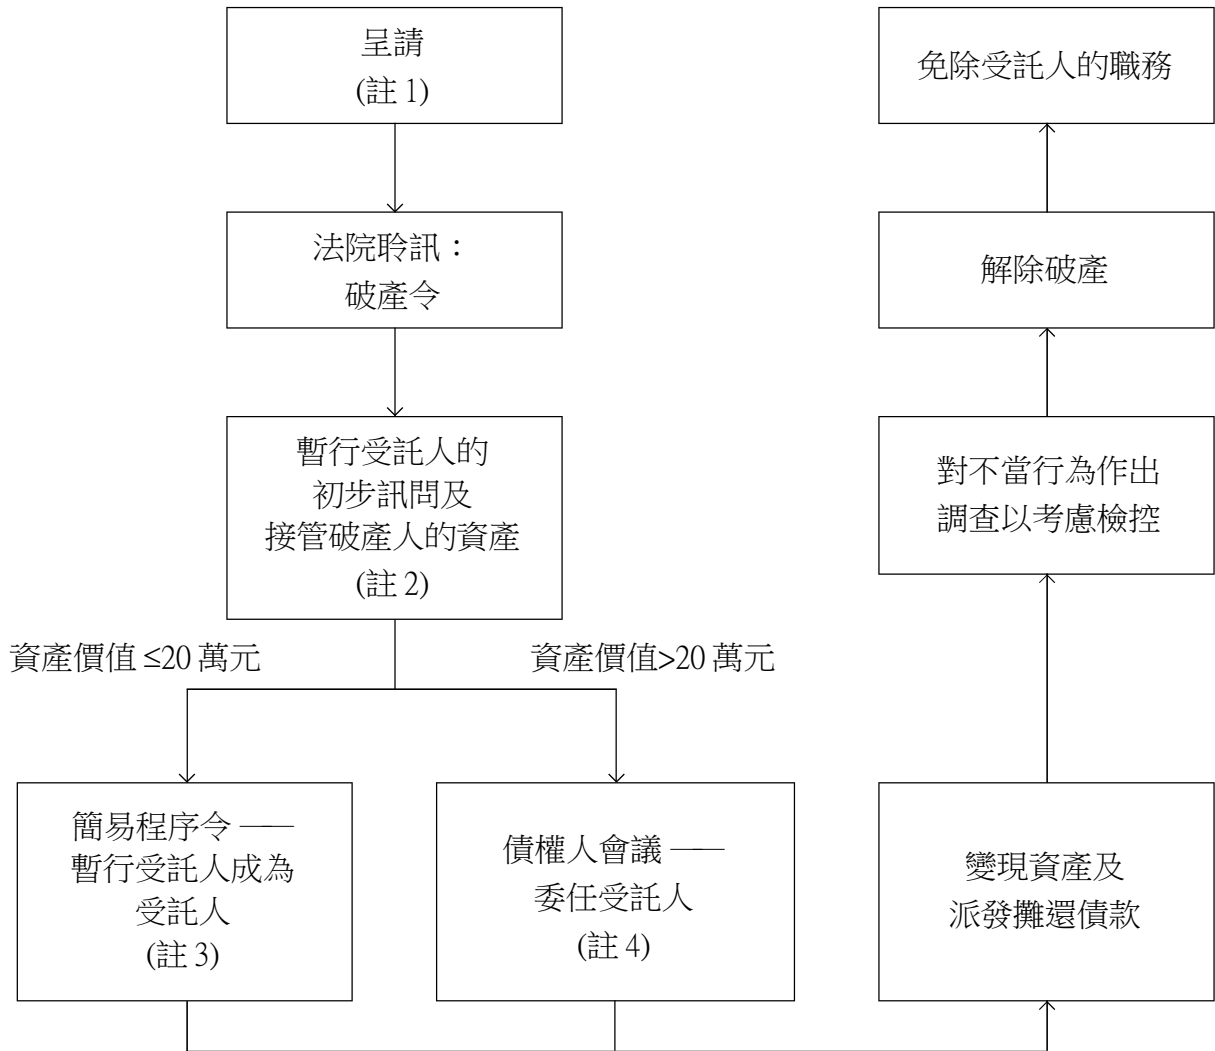 呈請
(註 1)
法院聆訊：
破產令
暫行受託人的
初步訊問及
接管破產人的資產
(註 2)
資產價值 ≤20 萬元
資產價值>20 萬元
簡易程序令 ——
暫行受託人成為
受託人
(註 3)
債權人會議 ——
委任受託人
(註 4)
變現資產及
派發攤還債款
對不當行為作出
調查以考慮檢控
解除破產
免除受託人的職務